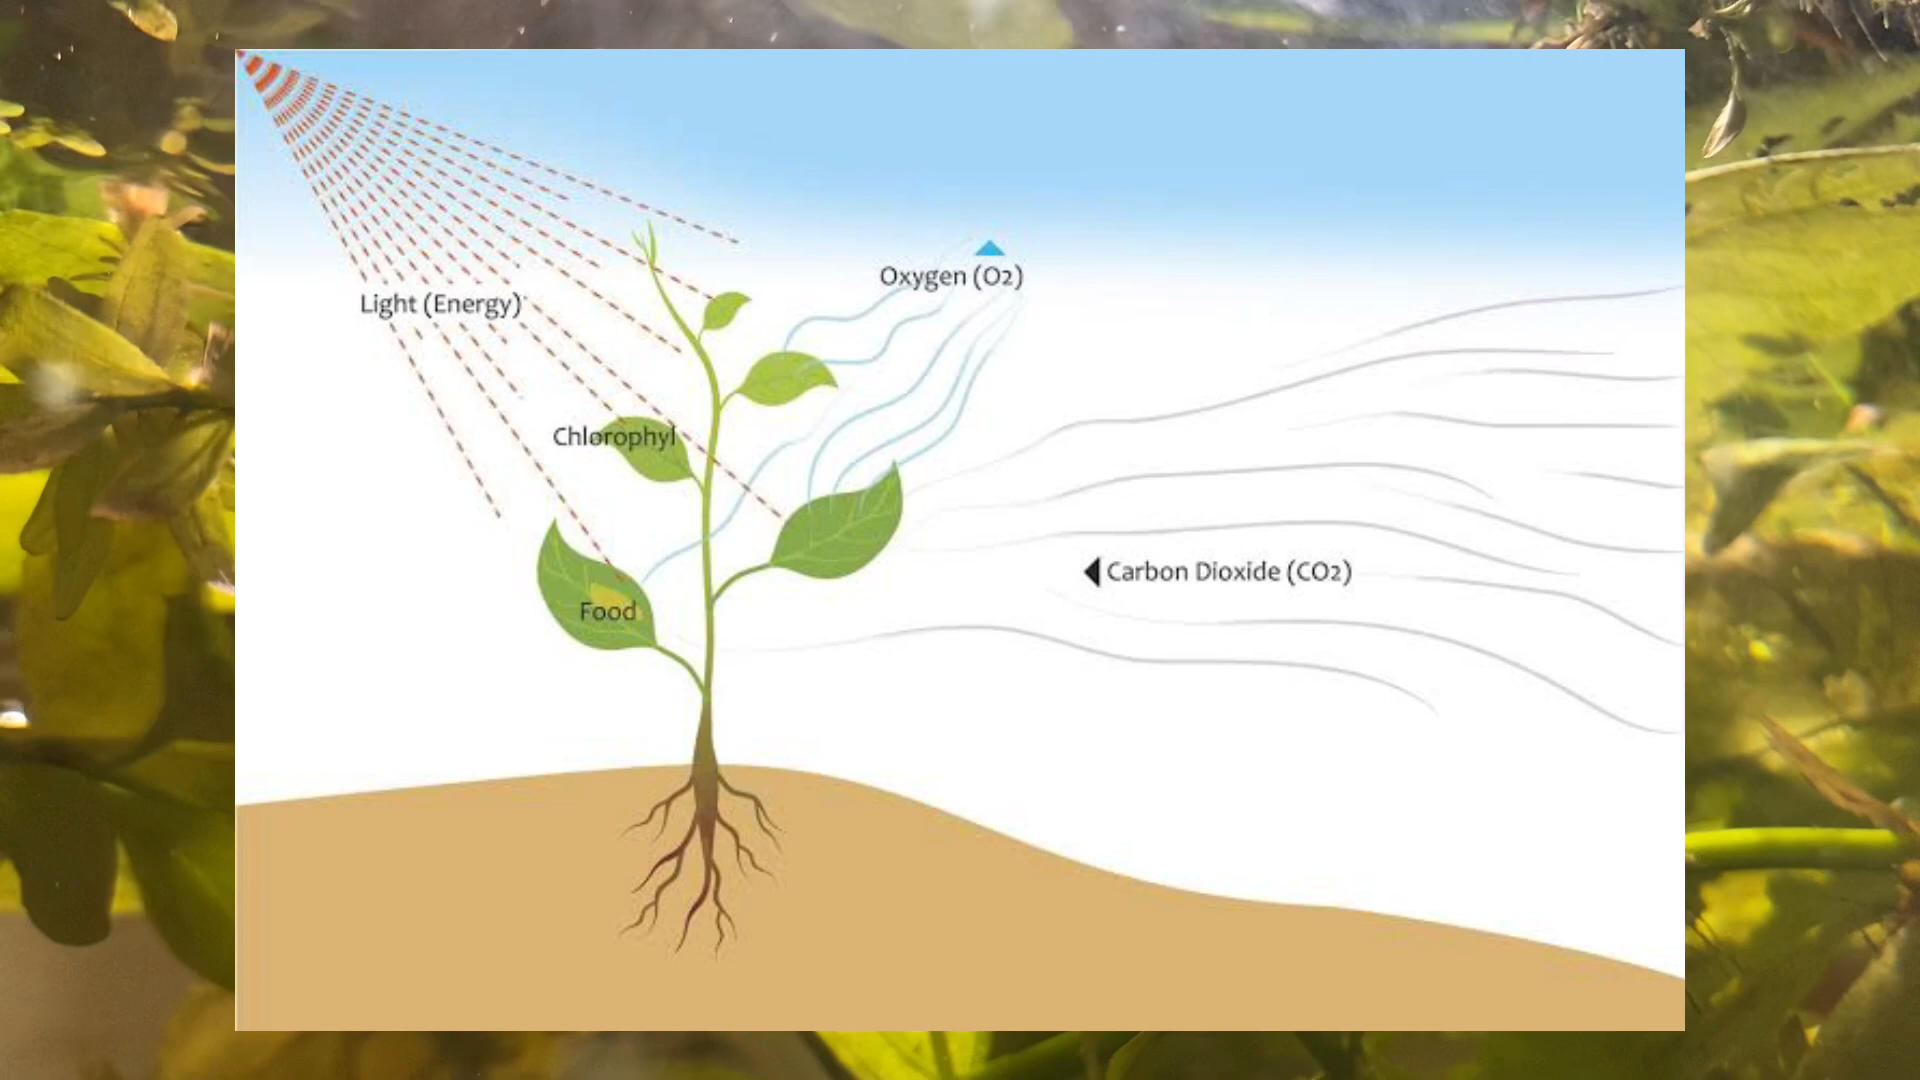 Oxygen (O2)
Light (Energy)
Chlorophyl
Carbon Dioxide (CO2)
Food